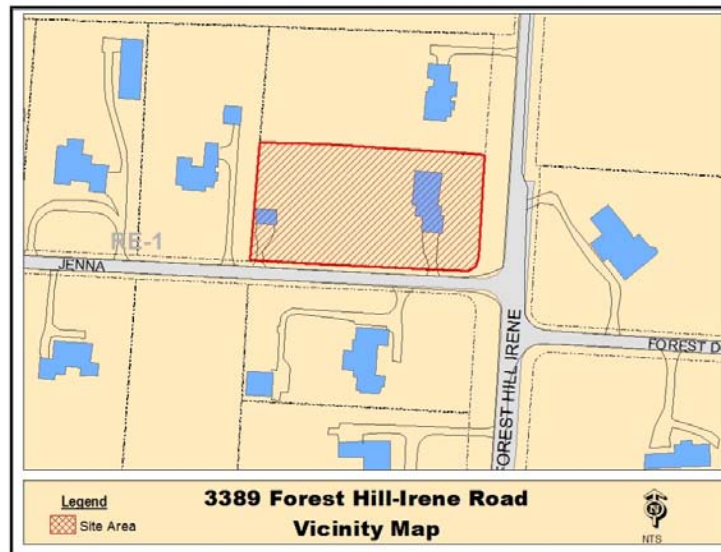 RE-1
JENNA
FOREST HILL IRENE
FOREST D
Legend
Site Area
3389 Forest Hill-Irene Road
Vicinity Map
N
NTS